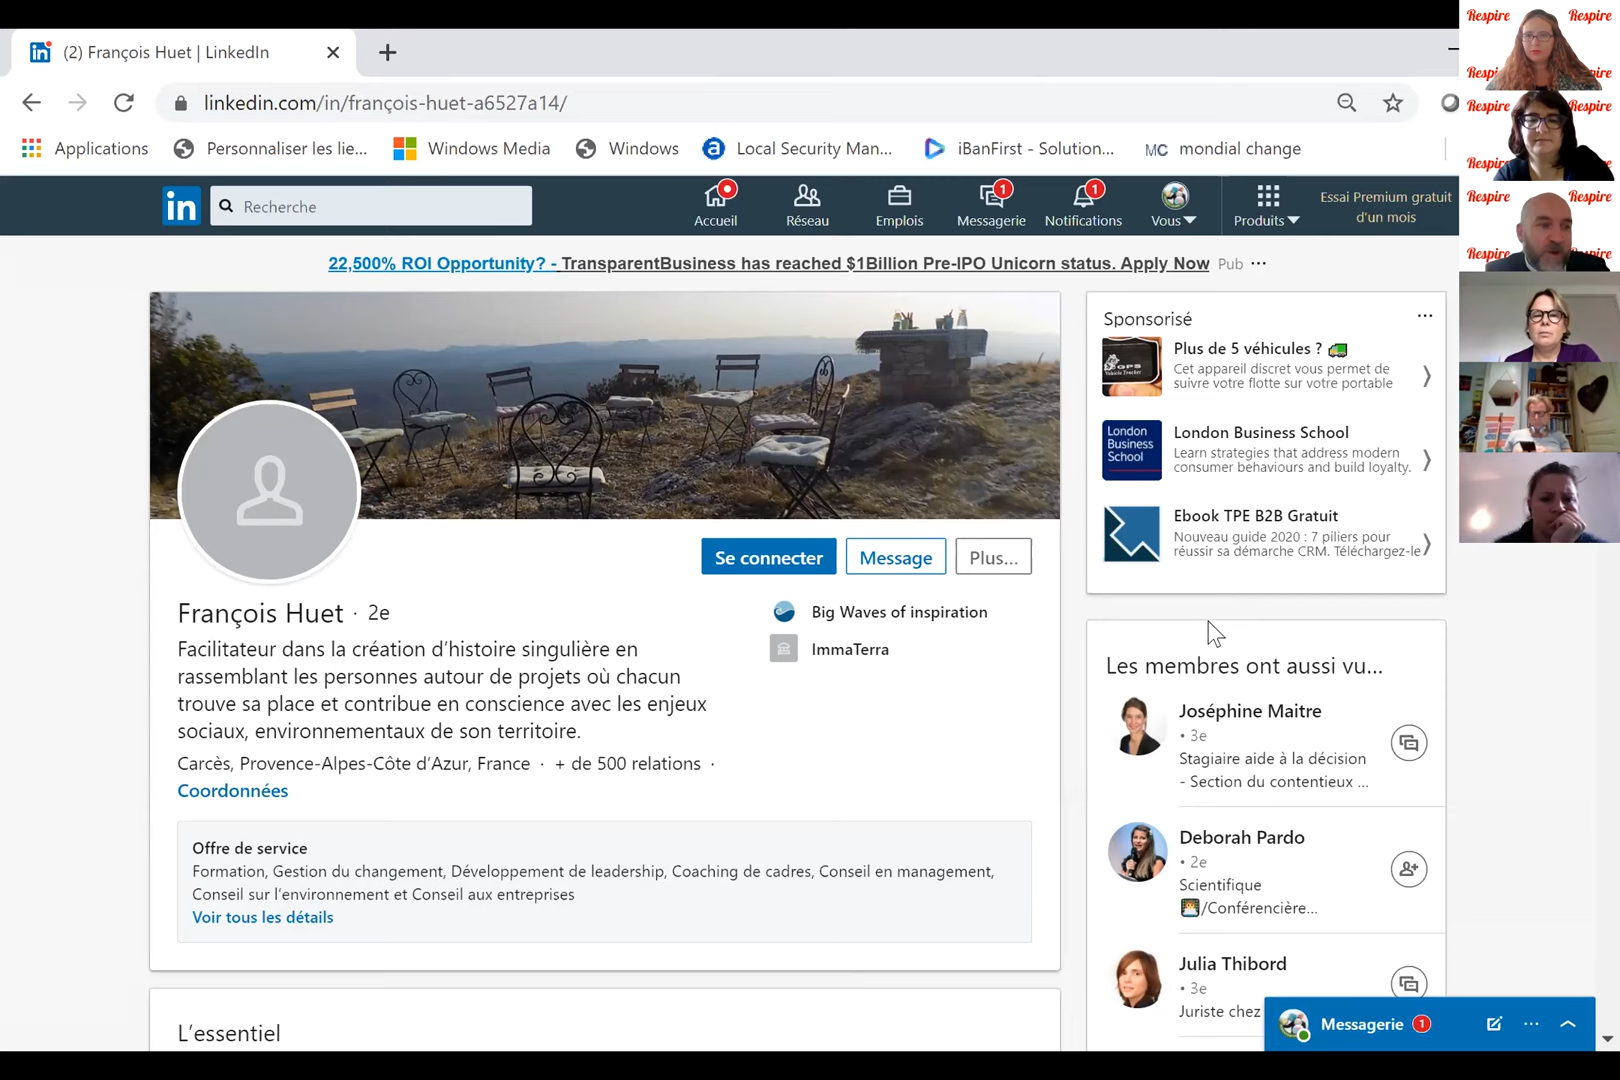 (2) François Huet | LinkedIn
linkedin.com/in/françois-huet-a6527a14/
Applications
Personnaliser les lie...
Windows Media
Windows
Local Security Man...
iBanFirst - Solution...
MC mondial change
in
Recherche
Accueil
Réseau
Emplois
1
Messagerie
1
Notifications
Vous
Produits
Essai Premium gratuit
d'un mois
22,500% ROI Opportunity? - TransparentBusiness has reached $1Billion Pre-IPO Unicorn status. Apply Now Pub ...
Se connecter
Message
Plus...
François Huet · 2e
Facilitateur dans la création d'histoire singulière en
rassemblant les personnes autour de projets où chacun
trouve sa place et contribue en conscience avec les enjeux
sociaux, environnementaux de son territoire.
Carcès, Provence-Alpes-Côte d'Azur, France · + de 500 relations ·
Coordonnées
Big Waves of inspiration
ImmaTerra
Offre de service
Formation, Gestion du changement, Développement de leadership, Coaching de cadres, Conseil en management,
Conseil sur l'environnement et Conseil aux entreprises
Voir tous les détails
L'essentiel
Sponsorisé
GPS
Vehicle Tracker
Plus de 5 véhicules ?
Cet appareil discret vous permet de
suivre votre flotte sur votre portable
London
Business
School
London Business School
Learn strategies that address modern
consumer behaviours and build loyalty.
Ebook TPE B2B Gratuit
Nouveau guide 2020 : 7 piliers pour
réussir sa démarche CRM. Téléchargez-le
Les membres ont aussi vu...
Joséphine Maitre
• 3e
Stagiaire aide à la décision
- Section du contentieux ...
Deborah Pardo
• 2e
Scientifique
/Conférencière...
Julia Thibord
• 3e
Juriste chez
Messagerie 1
Respire Respire
Respire
Respire Respire
Respire
Respire Respire
Respire Respire